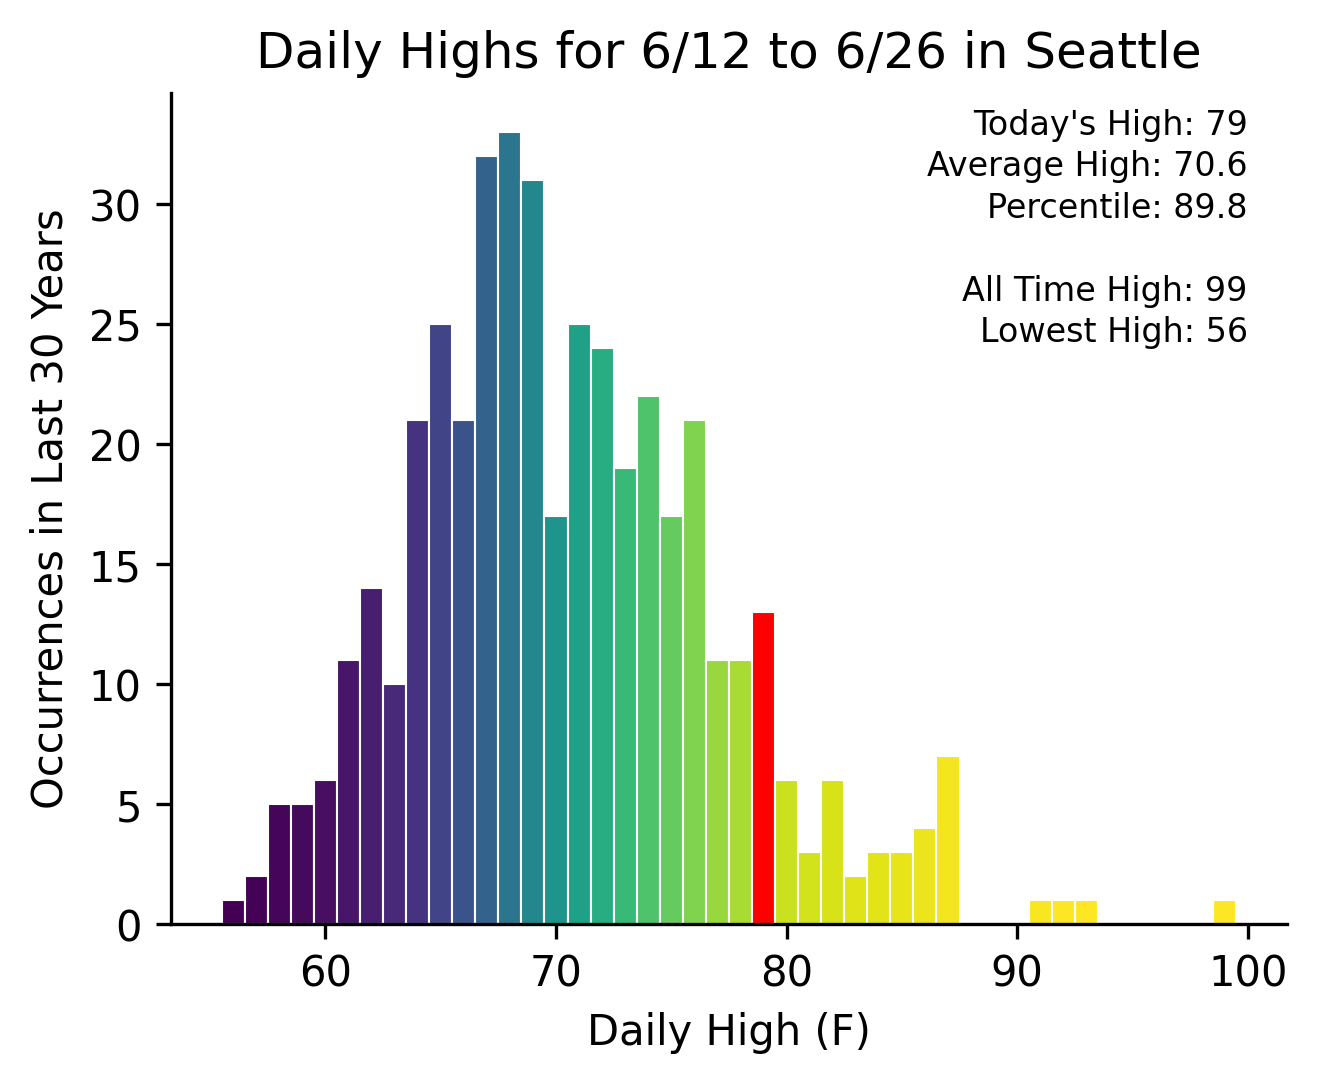 Daily Highs for 6/12 to 6/26 in Seattle
Today's High: 79
Average High: 70.6
Percentile: 89.8
All Time High: 99
Lowest High: 56
Occurrences in Last 30 Years
30
25
20
15
10
5
0
60 70 80 90 100
Daily High (F)